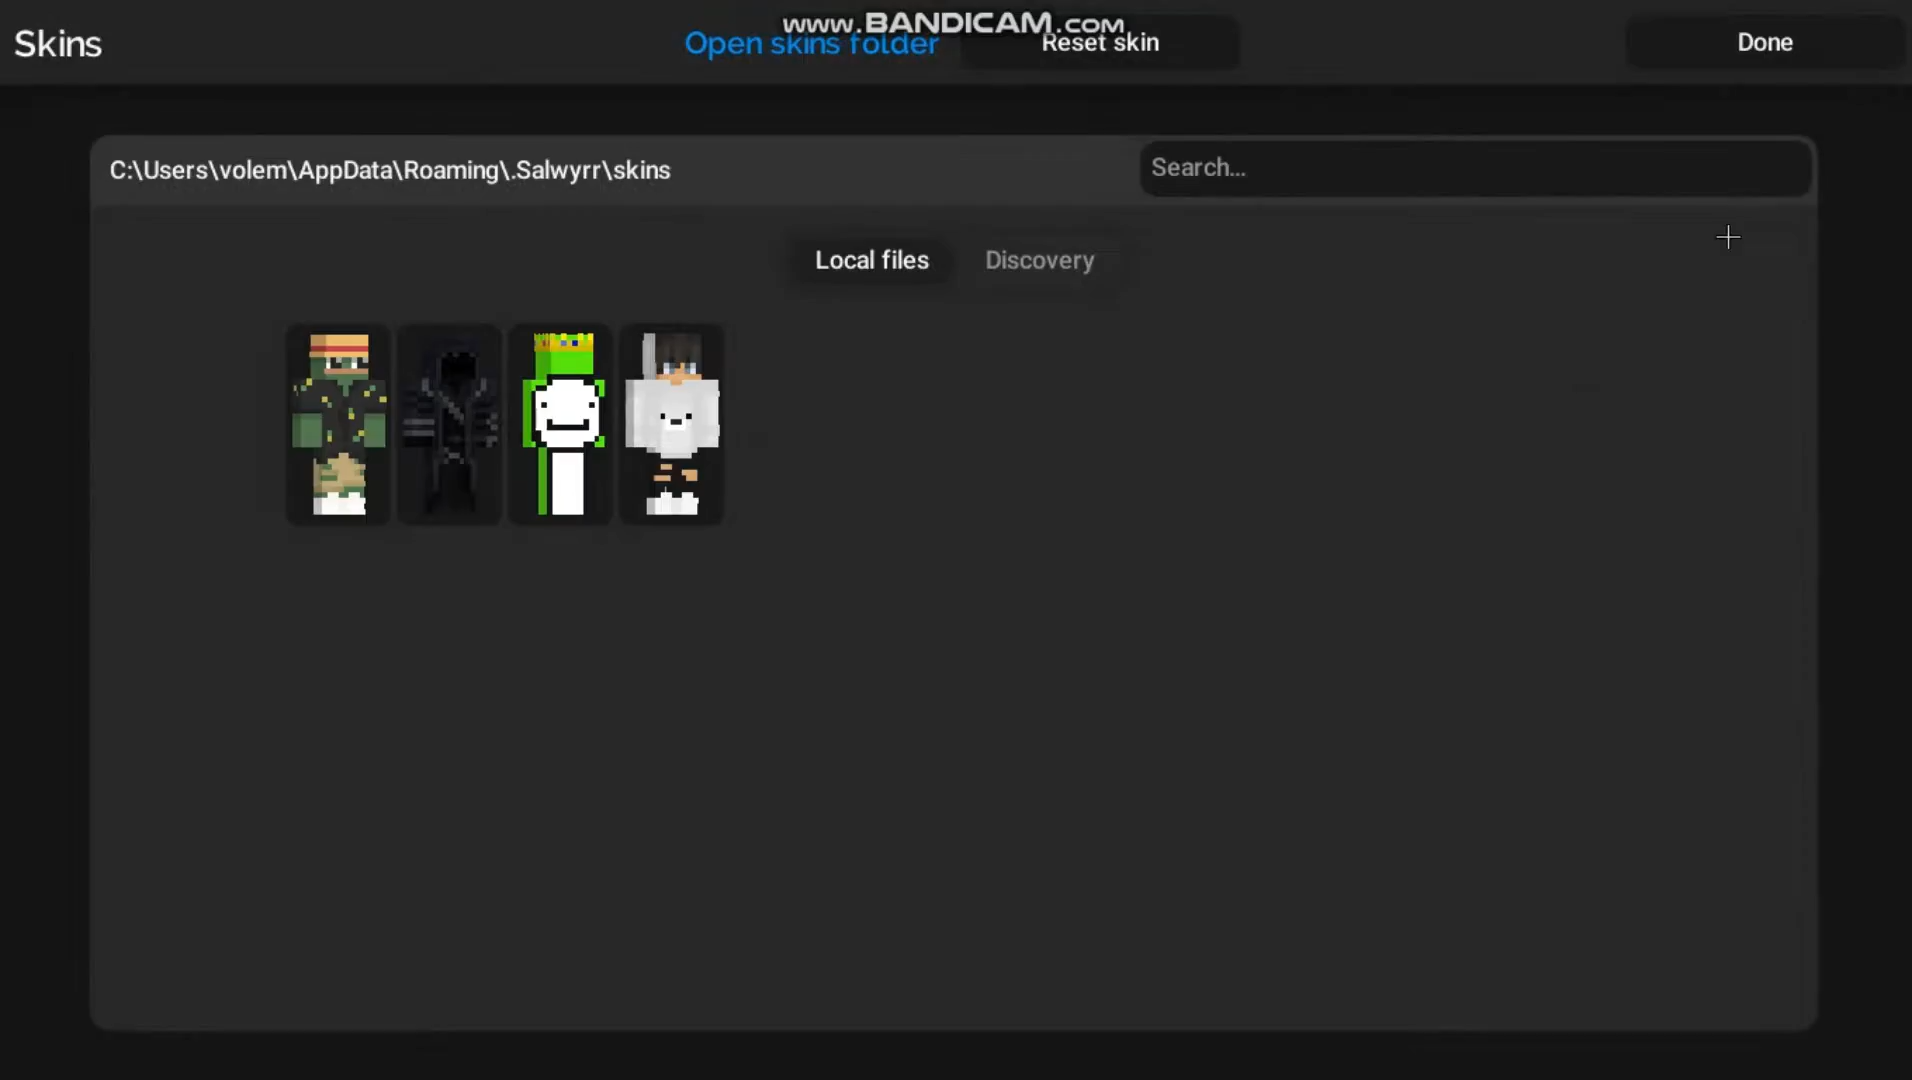 www.BANDICAM.com
Skins
Open skins folder
Reset skin
Done
C:\Users\volem\AppData\Roaming\.Salwyrr\skins
Search...
Local files
Discovery